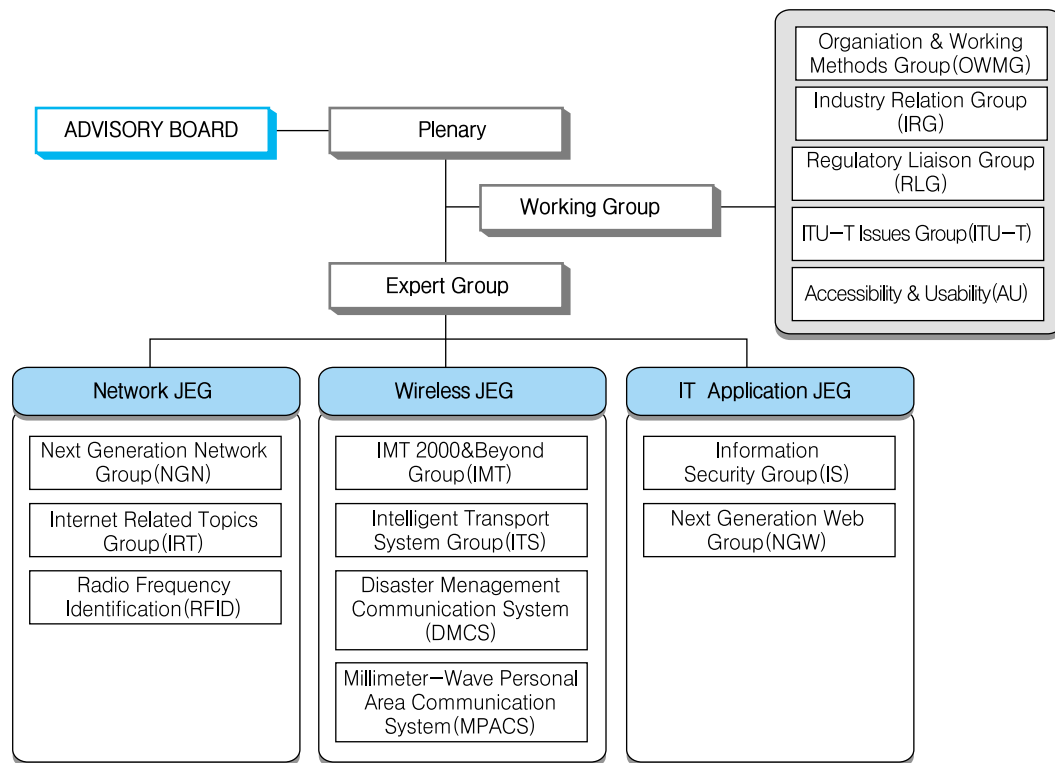 Organiation & Working
Methods Group(OWMG)
Industry Relation Group
(IRG)
Regulatory Liaison Group
(RLG)
ITU-T Issues Group(ITU-T)
Accessibility & Usability(AU)
ADVISORY BOARD
Plenary
Working Group
Expert Group
Network JEG
Next Generation Network
Group(NGN)
Internet Related Topics
Group(IRT)
Radio Frequency
Identification(RFID)
Wireless JEG
IMT 2000&Beyond
Group(IMT)
Intelligent Transport
System Group(ITS)
Disaster Menagement
Communication System
(DMCS)
Millimeter-Wave Personal
Area Communication
System(MPACS)
IT Application JEG
Information
Security Group(IS)
Next Generation Web
Group(NGW)